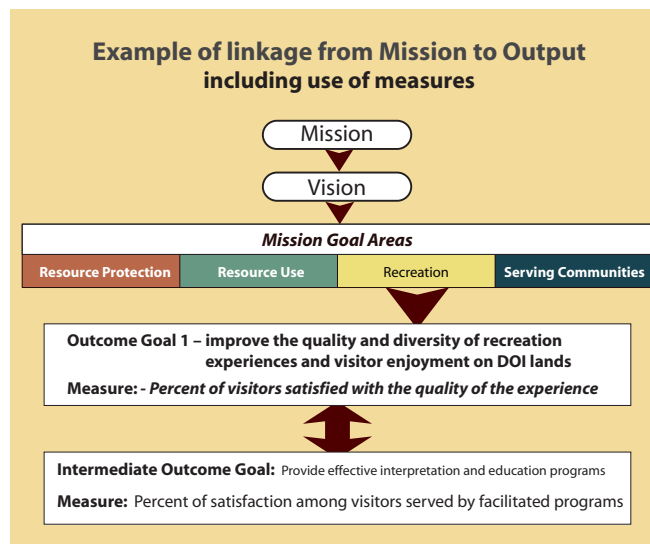 Example of linkage from Mission to Output
including use of measures
Mission
Vision
Mission Goal Areas
Resource Protection
Resource Use
Recreation
Serving Communities
Outcome Goal 1 – improve the quality and diversity of recreation
experiences and visitor enjoyment on DOI lands
Measure: - Percent of visitors satisfied with the quality of the experience
Intermediate Outcome Goal: Provide effective interpretation and education programs
Measure: Percent of satisfaction among visitors served by facilitated programs